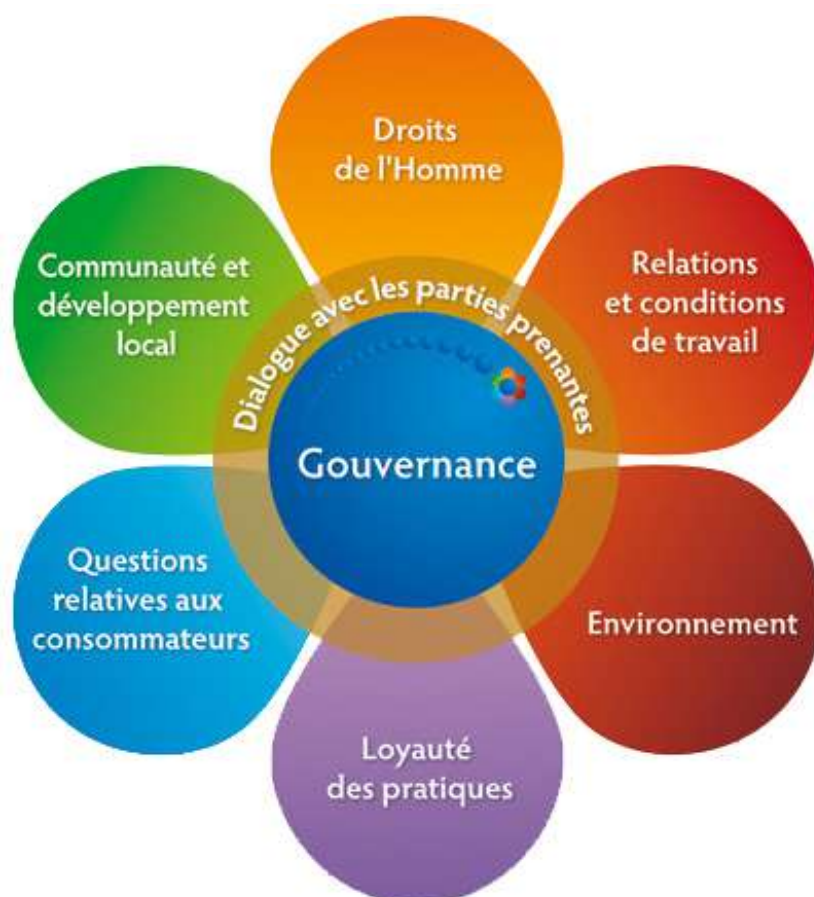 Droits
de l'Homme
Relations
et conditions
de travail
Environnement
Loyauté
des pratiques
Questions
relatives aux
consommateurs
Communauté et
développement
local
Dialogue avec les parties prenantes
Gouvernance